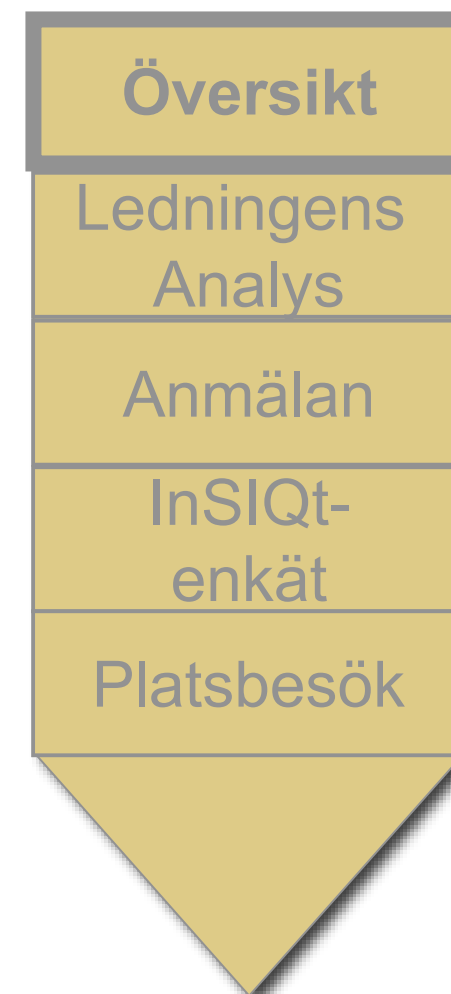 Översikt
Ledningens
Analys
Anmälan
InSIQt-
enkät
Platsbesök